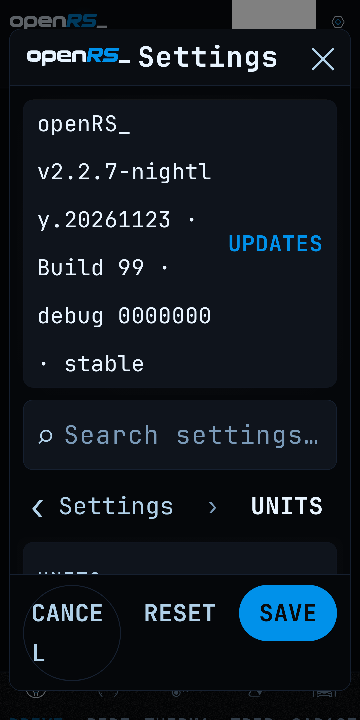 openRS_
openRS_ Settings
openRS_
v2.2.7-nightl
y.20261123 ·
Build 99 ·
debug 0000000
· stable
UPDATES
Search settings…
‹ Settings › UNITS
UNITS
CANCE
L
RESET
SAVE